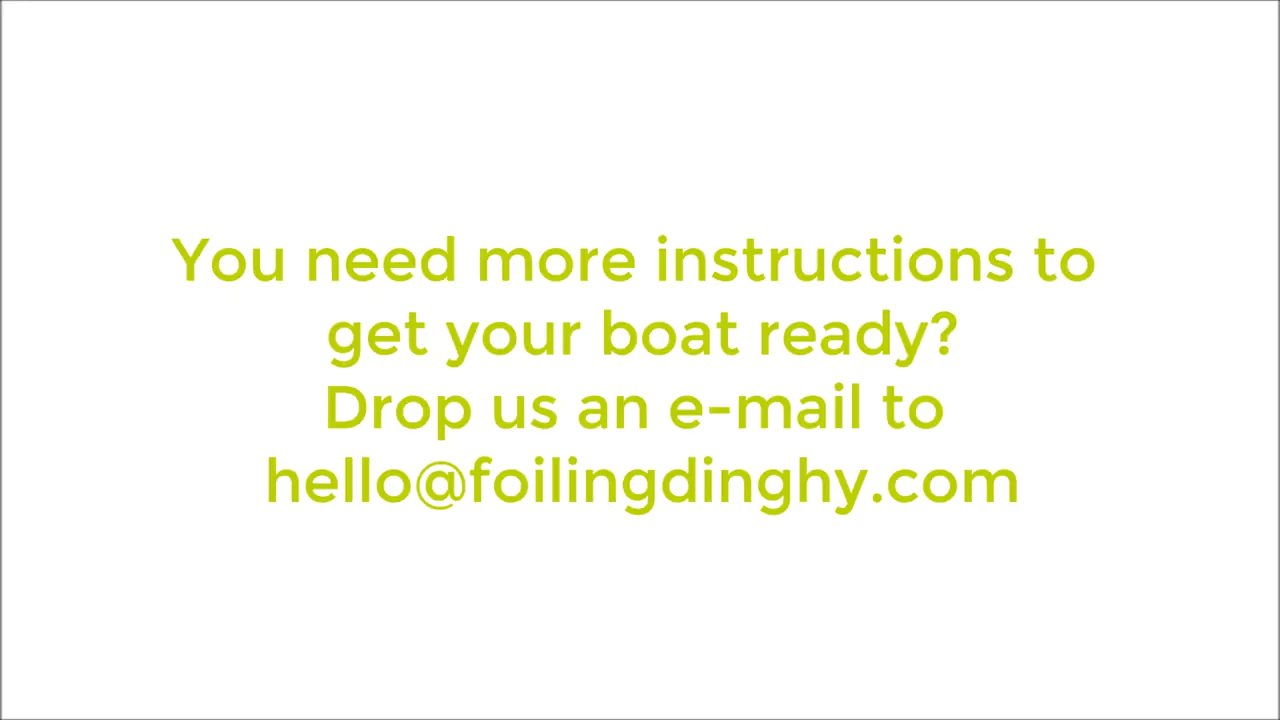 You need more instructions to
get your boat ready?
Drop us an e-mail to
hello@foilingdinghy.com